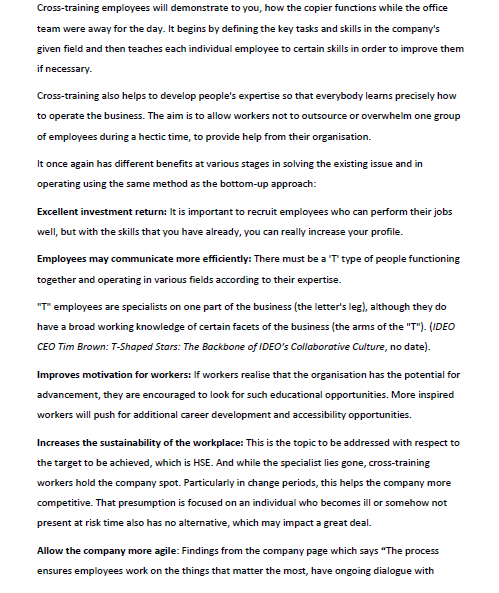 Cross-training employees will demonstrate to you, how the copier functions while the office
team were away for the day. It begins by defining the key tasks and skills in the company's
given field and then teaches each individual employee to certain skills in order to improve them
if necessary.
Cross-training also helps to develop people's expertise so that everybody learns precisely how
to operate the business. The aim is to allow workers not to outsource or overwhelm one group
of employees during a hectic time, to provide help from their organisation.
It once again has different benefits at various stages in solving the existing issue and in
operating using the same method as the bottom-up approach:
Excellent investment return: It is important to recruit employees who can perform their jobs
well, but with the skills that you have already, you can really increase your profile.
Employees may communicate more efficiently: There must be a 'T' type of people functioning
together and operating in various fields according to their expertise.
"T" employees are specialists on one part of the business (the letter's leg), although they do
have a broad working knowledge of certain facets of the business (the arms of the "T"). (IDEO
CEO Tim Brown: T-Shaped Stars: The Backbone of IDEO's Collaborative Culture, no date).
Improves motivation for workers: If workers realise that the organisation has the potential for
advancement, they are encouraged to look for such educational opportunities. More inspired
workers will push for additional career development and accessibility opportunities.
Increases the sustainability of the workplace: This is the topic to be addressed with respect to
the target to be achieved, which is HSE. And while the specialist lies gone, cross-training
workers hold the company spot. Particularly in change periods, this helps the company more
competitive. That presumption is focused on an individual who becomes ill or somehow not
present at risk time also has no alternative, which may impact a great deal.
Allow the company more agile: Findings from the company page which says "The process
ensures employees work on the things that matter the most, have ongoing dialogue with